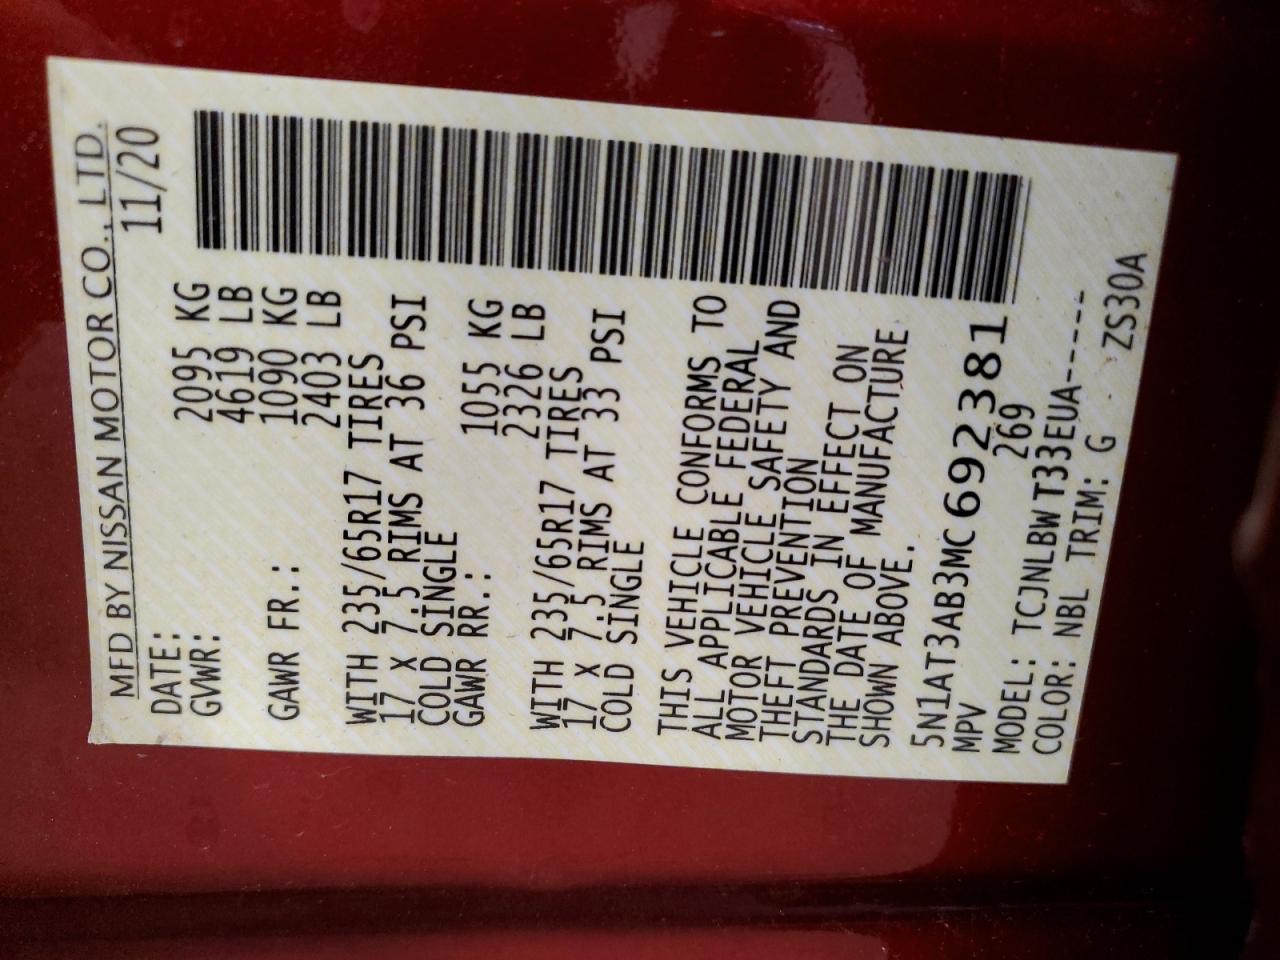 MFD BY NISSAN MOTOR CO., LTD.
DATE: 11/20
GVWR: 2095 KG
4619 LB
GAWR FR.: 1090 KG
2403 LB
WITH 235/65R17 TIRES
17 X 7.5 RIMS AT 36 PSI
COLD SINGLE
GAWR RR.: 1055 KG
2326 LB
WITH 235/65R17 TIRES
17 X 7.5 RIMS AT 33 PSI
COLD SINGLE
THIS VEHICLE CONFORMS TO
ALL APPLICABLE FEDERAL
MOTOR VEHICLE SAFETY AND
THEFT PREVENTION
STANDARDS IN EFFECT ON
THE DATE OF MANUFACTURE
SHOWN ABOVE.
5N1AT3AB3MC692381
MPV 269
MODEL: TCJNLBWT33EUA-----
COLOR: NBL TRIM: G ZS30A